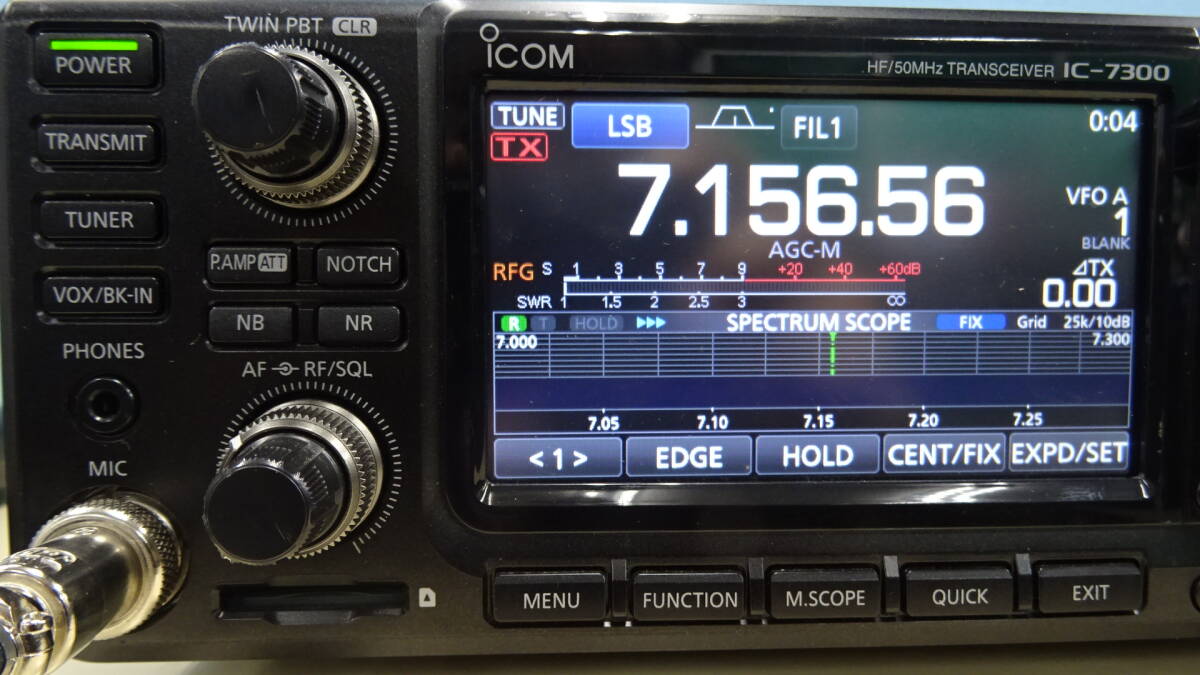 POWER
TRANSMIT
TUNER
VOX/BK-IN
PHONES
MIC
TWIN PBT CLR
P.AMP ATT
NOTCH
NB
NR
AF RF/SQL
ICOM
HF/50MHz TRANSCEIVER IC-7300
TUNE LSB FIL1 0:04
TX
7.156.56
VFO A
1
BLANK
AGC-M
RFG S 1 3 5 7 9 +20 +40 +60dB
SWR 1 1.5 2 2.5 3 ∞
⊿TX
0.00
R T HOLD SPECTRUM SCOPE FIX Grid 25k/10dB
7.000 7.300
7.05 7.10 7.15 7.20 7.25
<1> EDGE HOLD CENT/FIX EXPD/SET
MENU FUNCTION M.SCOPE QUICK EXIT